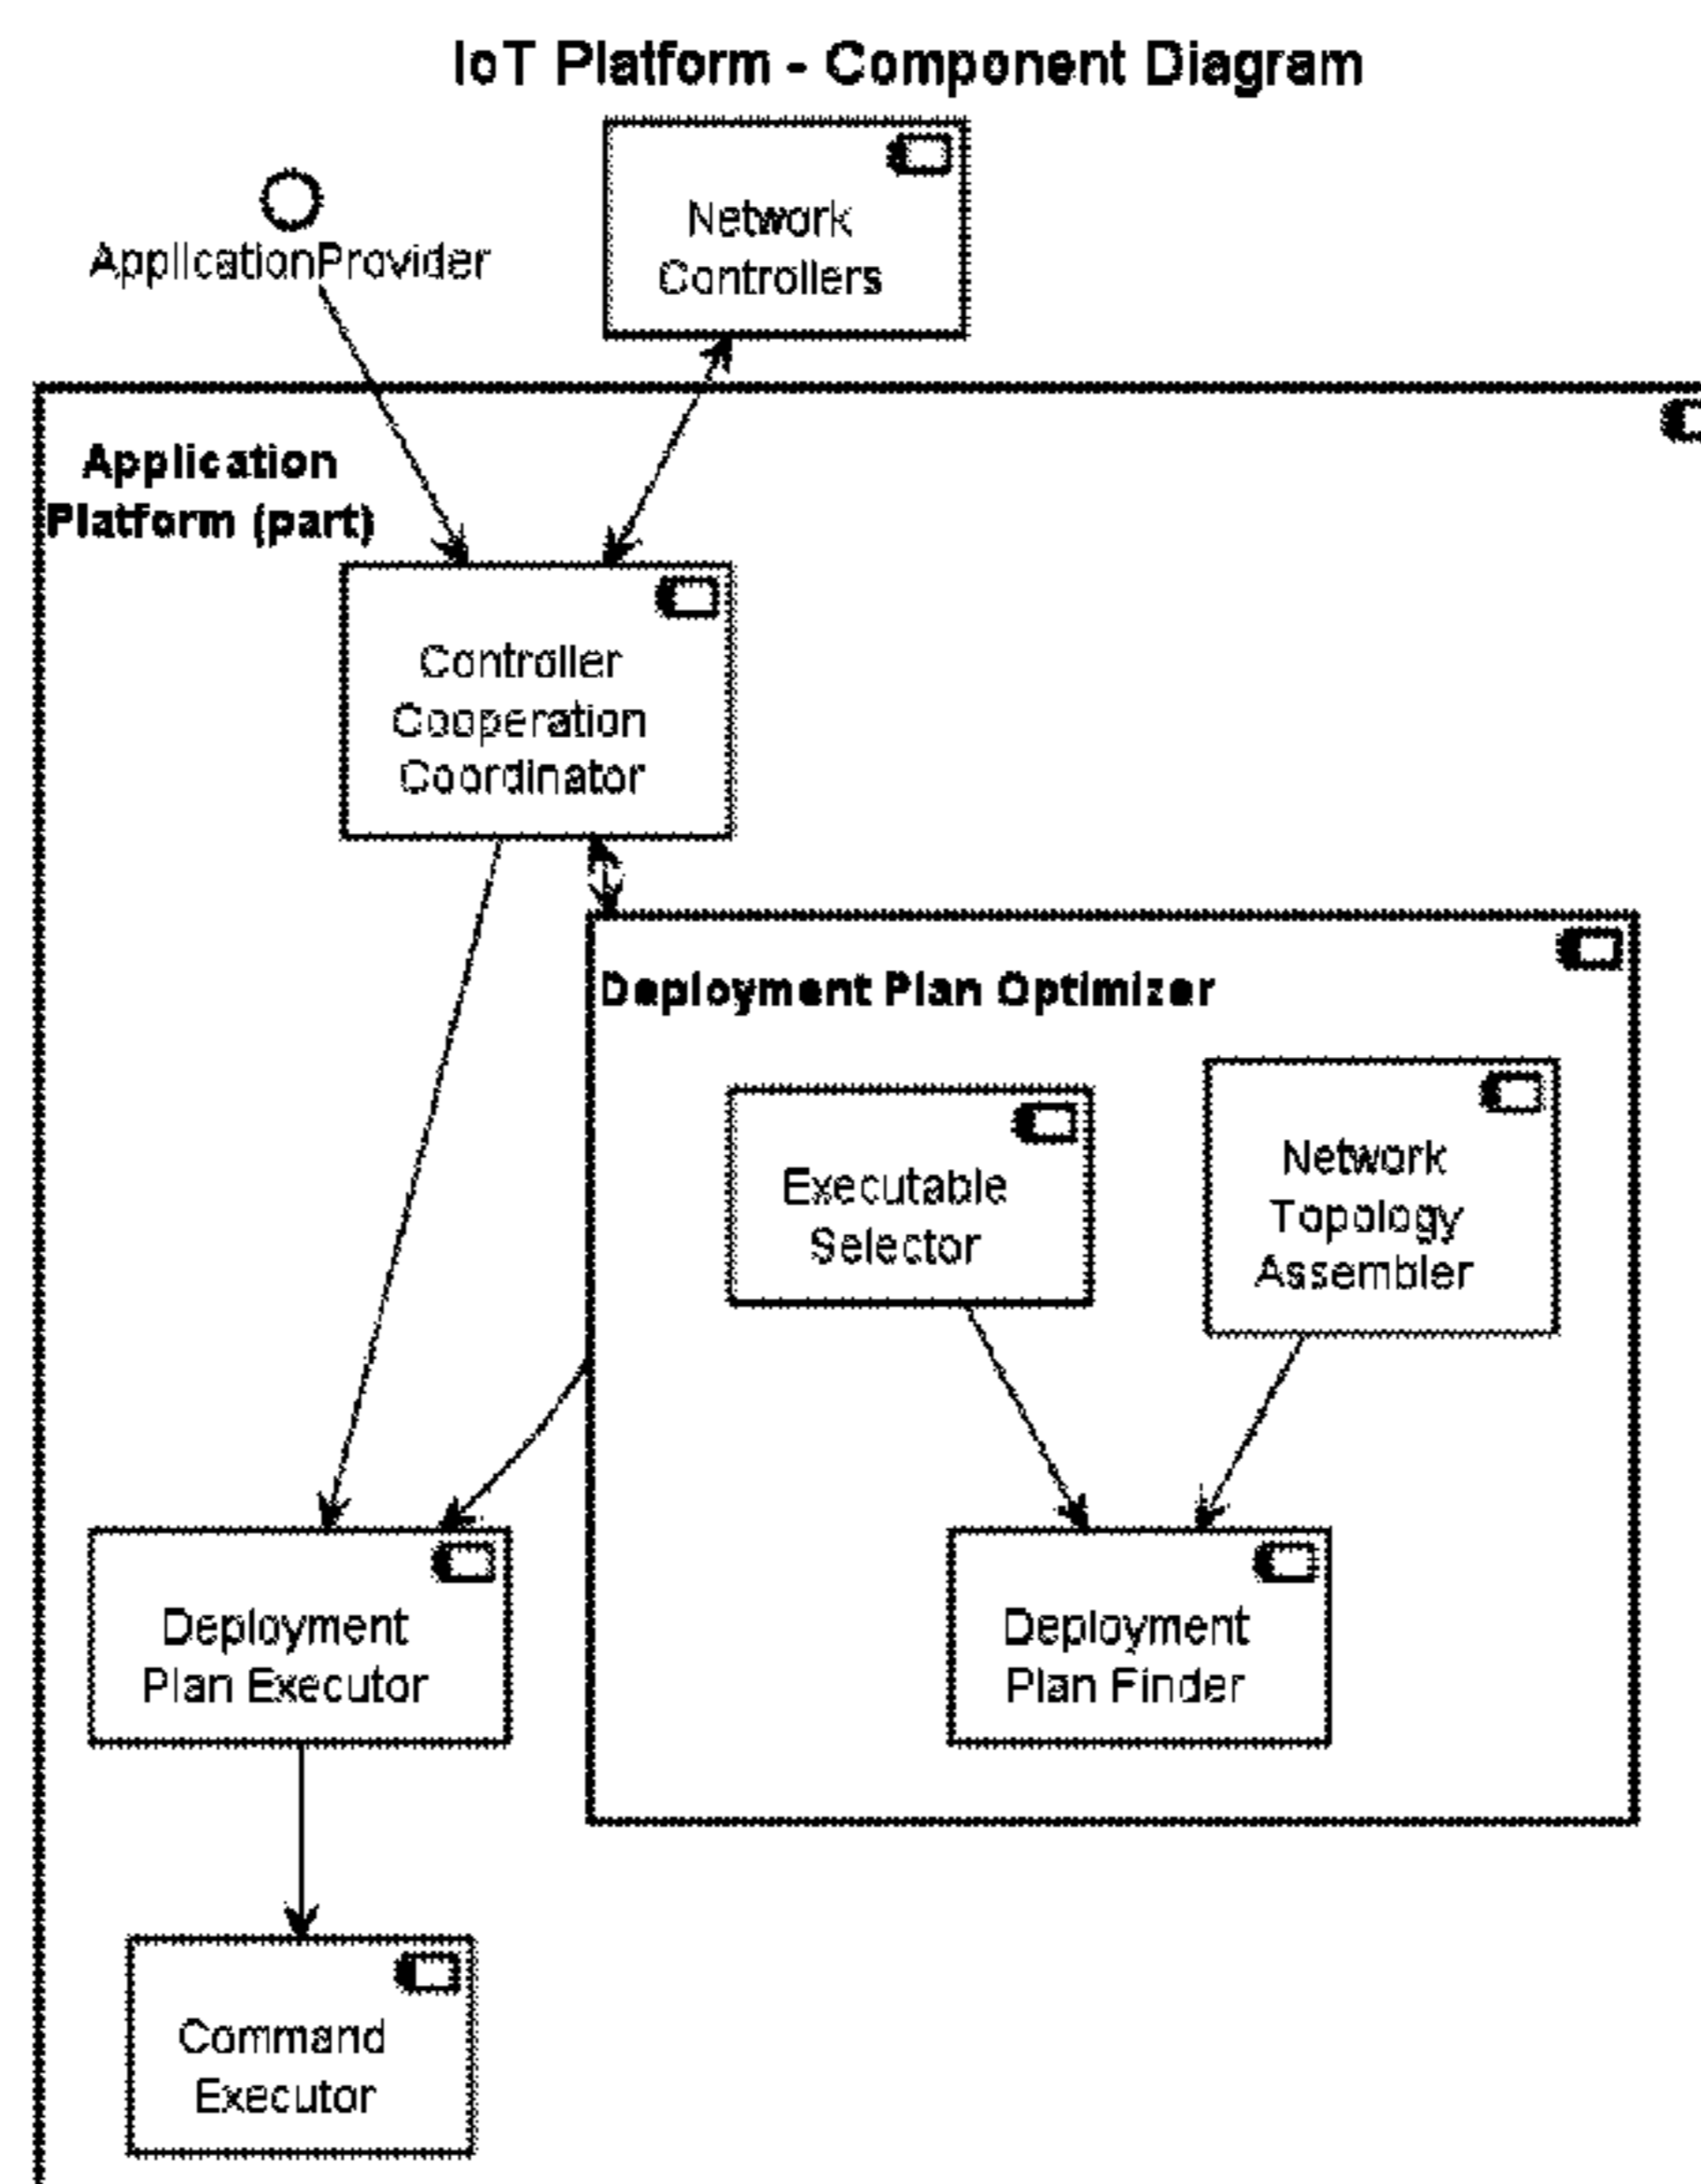 IoT Platform - Component Diagram
Network
Controllers
ApplicationProvider
Application
Platform (part)
Controller
Cooperation
Coordinator
Deployment Plan Optimizer
Executable
Selector
Network
Topology
Assembler
Deployment
Plan Executor
Deployment
Plan Finder
Command
Executor